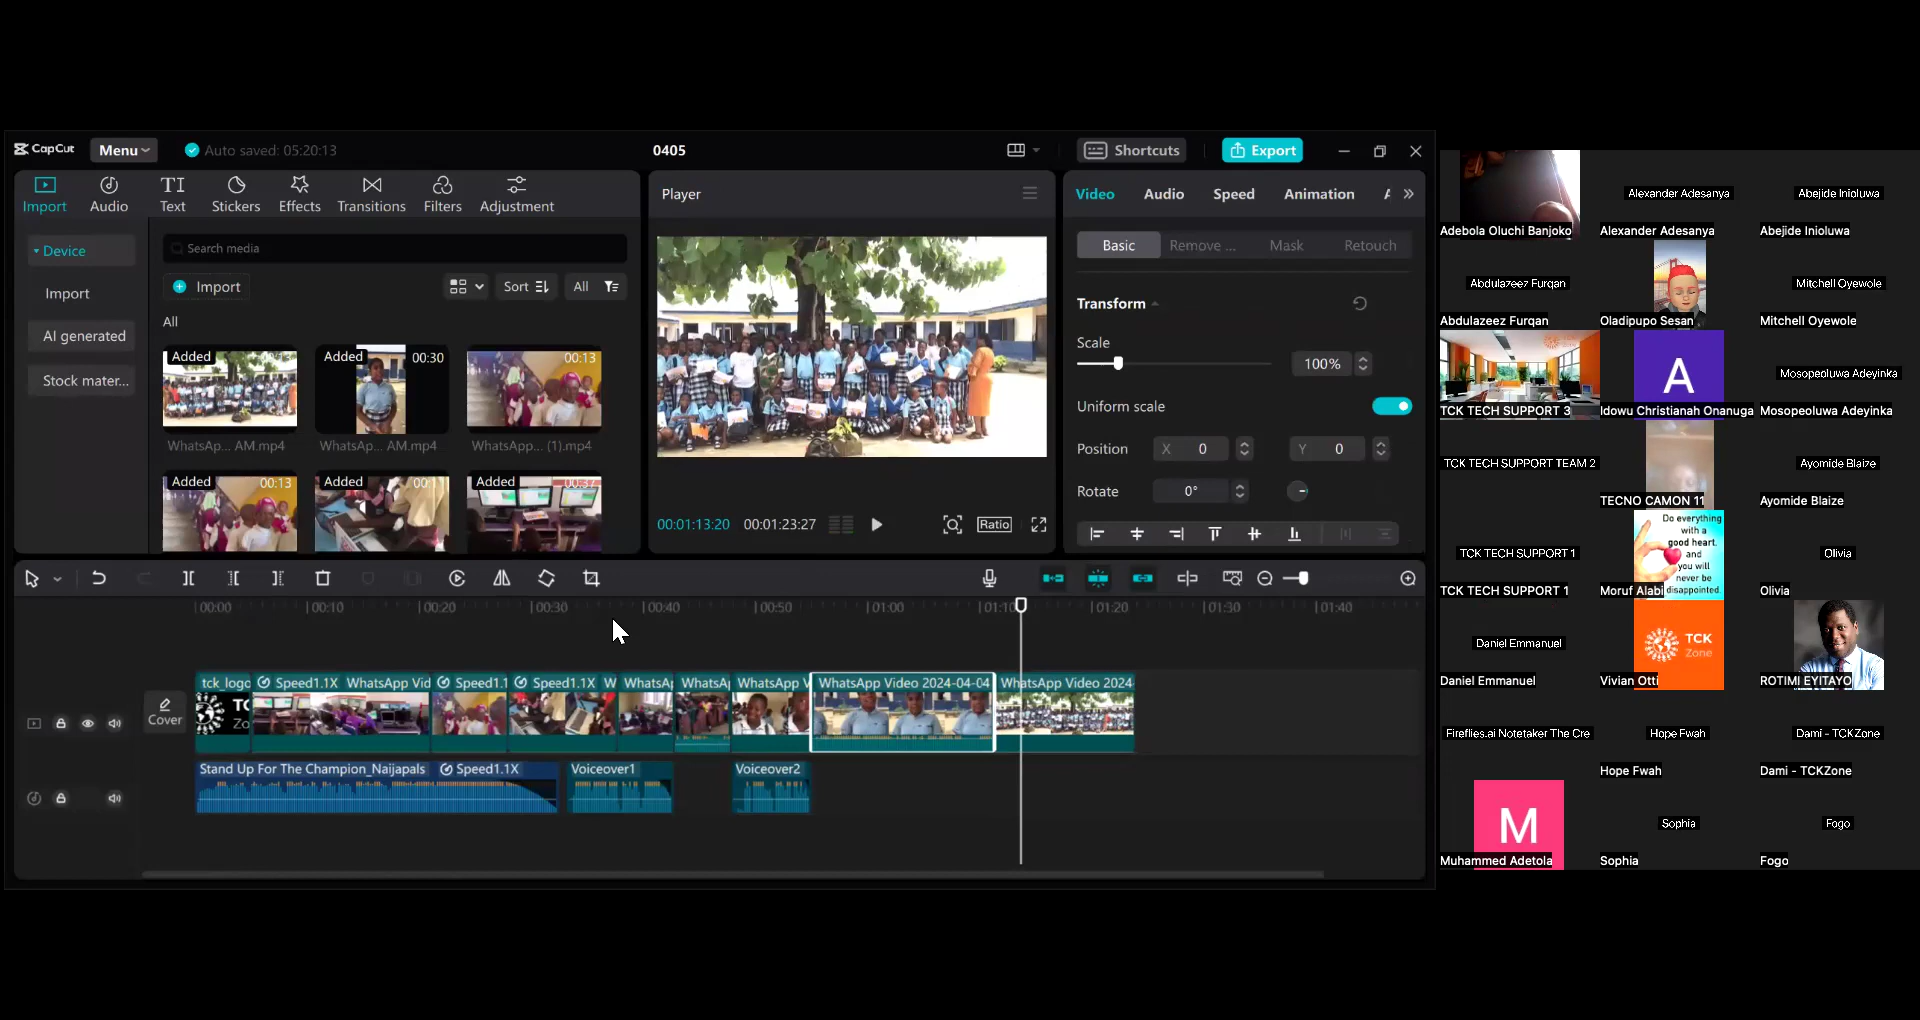 CapCut Menu Auto saved: 05:20:13 0405 Shortcuts Export
Import Audio Text Stickers Effects Transitions Filters Adjustment
Device
Import
AI generated
Stock mater...
Search media
Import Sort All
All
Added 00:13
WhatsAp... AM.mp4
Added 00:30
WhatsAp... AM.mp4
00:13
WhatsApp... (1).mp4
Added 00:13
Added
Added 00:37
Player
00:01:13:20 00:01:23:27 Ratio
Video Audio Speed Animation
Basic Remove ... Mask Retouch
Transform
Scale
100%
Uniform scale
Position X 0 Y 0
Rotate 0°
00:00 00:10 00:20 00:30 00:40 00:50 01:00 01:10 01:20 01:30 01:40
Cover
tck_logo Speed1.1X WhatsApp Vid Speed1.1 Speed1.1X W WhatsAp WhatsAp WhatsApp V WhatsApp Video 2024-04-04 WhatsApp Video 2024
Stand Up For The Champion_Naijapals Speed1.1X Voiceover1 Voiceover2
Adebola Oluchi Banjoko
Alexander Adesanya
Alexander Adesanya
Abejide Inioluwa
Abejide Inioluwa
Abdulazeez Furqan
Abdulazeez Furqan
Oladipupo Sesan
Mitchell Oyewole
Mitchell Oyewole
TCK TECH SUPPORT 3
A
Idowu Christianah Onanuga
Mosopeoluwa Adeyinka
Mosopeoluwa Adeyinka
TCK TECH SUPPORT TEAM 2
TECNO CAMON 11
Ayomide Blaize
Ayomide Blaize
TCK TECH SUPPORT 1
TCK TECH SUPPORT 1
Do everything
with a
good heart.
and
you will
never be
disappointed.
Moruf Alabi
Olivia
Olivia
Daniel Emmanuel
Daniel Emmanuel
TCK
Zone
Vivian Otti
ROTIMI EYITAYO
Fireflies.ai Notetaker The Cre
Hope Fwah
Hope Fwah
Dami - TCKZone
Dami - TCKZone
M
Muhammed Adetola
Sophia
Sophia
Fogo
Fogo